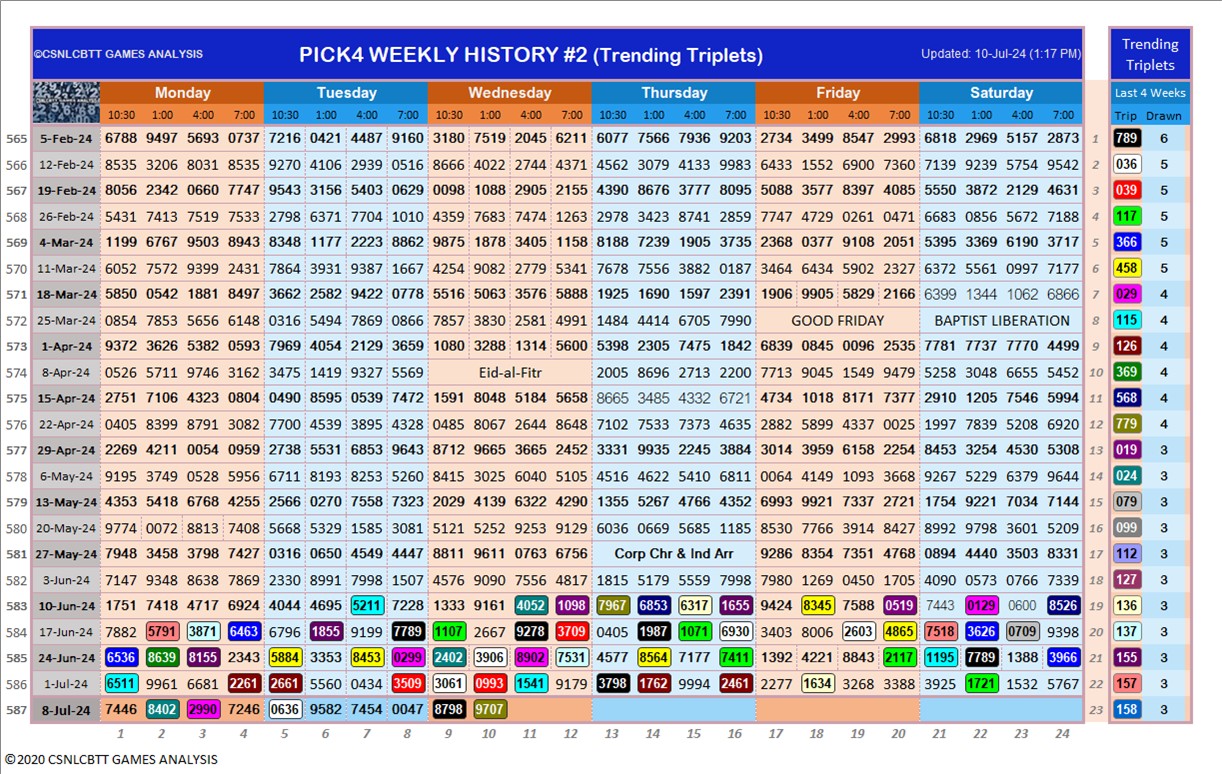 ©CSNLCBTT GAMES ANALYSIS PICK4 WEEKLY HISTORY #2 (Trending Triplets) Updated: 10-Jul-24 (1:17 PM) Trending
Triplets
Monday Tuesday Wednesday Thursday Friday Saturday Last 4 Weeks
10:30 1:00 4:00 7:00 10:30 1:00 4:00 7:00 10:30 1:00 4:00 7:00 10:30 1:00 4:00 7:00 10:30 1:00 4:00 7:00 10:30 1:00 4:00 7:00 Trip Drawn
565 5-Feb-24 6788 9497 5693 0737 7216 0421 4487 9160 3180 7519 2045 6211 6077 7566 7936 9203 2734 3499 8547 2993 6818 2969 5157 2873 1 789 6
566 12-Feb-24 8535 3206 8031 8535 9270 4106 2939 0516 6666 4022 2744 4371 4562 3079 4133 9983 6433 1552 6900 7360 7139 9239 5754 9542 2 036 5
567 19-Feb-24 8056 2342 0660 7747 9543 3156 5403 0629 0098 1088 2905 2155 4390 8676 3777 8095 5088 3577 8397 4085 5550 3872 2129 4631 3 039 5
568 26-Feb-24 5431 7413 7519 7533 2798 6371 7704 1010 4359 7683 7474 1263 2978 3423 8741 2859 7747 4729 0261 0471 6683 0856 5672 7188 4 117 5
569 4-Mar-24 1199 6767 9503 8943 8348 1177 2223 8862 9875 1878 3405 1158 8188 7239 1905 3735 2368 0377 9108 2051 5395 3369 6190 3717 5 366 5
570 11-Mar-24 6052 7572 9399 2431 7864 3931 9387 1667 4254 9082 2779 5341 7678 7556 3882 0187 3464 6434 5902 2327 6372 5561 0997 7177 6 458 5
571 18-Mar-24 5850 0542 1881 8497 3662 2582 9422 0778 5516 5063 3576 5888 1925 1690 1597 2391 1906 9905 5829 2166 6399 1344 1062 6866 7 029 4
572 25-Mar-24 0854 7853 5656 6148 0316 5494 7869 0866 7857 3830 2581 4991 1484 4414 6705 7990 GOOD FRIDAY BAPTIST LIBERATION 8 115 4
573 1-Apr-24 9372 3626 5382 0593 7969 4054 2129 3659 1080 3288 1314 5600 5398 2305 7475 1842 6839 0845 0096 2535 7781 7737 7770 4499 9 126 4
574 8-Apr-24 0526 5711 9746 3162 3475 1419 9327 5569 Eid-al-Fitr 2005 8696 2713 2200 7713 9045 1549 9479 5258 3048 6655 5452 10 369 4
575 15-Apr-24 2751 7106 4323 0804 0490 8595 0539 7472 1591 8048 5184 5658 8665 3485 4332 6721 4734 1018 8171 7377 2910 1205 7546 5994 11 568 4
576 22-Apr-24 0405 8399 8791 3082 7700 4539 3895 4328 0485 8067 2644 8648 7102 7533 7373 4635 2882 5899 4337 0025 1997 7839 5208 6920 12 779 4
577 29-Apr-24 2269 4211 0054 0959 2738 5531 6853 9643 8712 9665 3665 2452 3331 9935 2245 3884 3014 3959 6158 2254 8453 3254 4530 5308 13 019 3
578 6-May-24 9195 3749 0528 5956 6711 8193 8253 5260 8415 3025 6040 5105 4516 4622 5410 6811 0064 4149 1093 3668 9267 5229 6379 9644 14 024 3
579 13-May-24 4353 5418 6768 4255 2566 0270 7558 7323 2029 4139 6322 4290 1355 5267 4766 4352 6993 9921 7337 2721 1754 9221 7034 7144 15 079 3
580 20-May-24 9774 0072 8813 7408 5668 5329 1585 3081 5121 5252 9253 9129 6036 0669 5685 1185 8530 7766 3914 8427 8992 9798 3601 5209 16 099 3
581 27-May-24 7948 3458 3798 7427 0316 0650 4549 4447 8811 9611 0763 6756 Corp Chr & Ind Arr 9286 8354 7351 4768 0894 4440 3503 8331 17 112 3
582 3-Jun-24 7147 9348 8638 7869 2330 8991 7998 1507 4576 9090 7556 4817 1815 5179 5559 7998 7980 1269 0450 1705 4090 0573 0766 7339 18 127 3
583 10-Jun-24 1751 7418 4717 6924 4044 4695 5211 7228 1333 9161 4052 1098 7967 6853 6317 1655 9424 8345 7588 0519 7443 0129 0600 8526 19 136 3
584 17-Jun-24 7882 5791 3871 6463 6796 1855 9199 7789 1107 2667 9278 3709 0405 1987 1071 6930 3403 8006 2603 4865 7518 3626 0709 9398 20 137 3
585 24-Jun-24 6536 8639 8155 2343 5884 3353 8453 0299 2402 3906 8902 7531 4577 8564 7177 7411 1392 4221 8843 2117 1195 7789 1388 3966 21 155 3
586 1-Jul-24 6511 9961 6681 2261 2661 5560 0434 3509 3061 0993 1541 9179 3798 1762 9994 2461 2277 1634 3268 3388 3925 1721 1532 5767 22 157 3
587 8-Jul-24 7446 8402 2990 7246 0636 9582 7454 0047 8798 9707 23 158 3
1 2 3 4 5 6 7 8 9 10 11 12 13 14 15 16 17 18 19 20 21 22 23 24
©2020 CSNLCBTT GAMES ANALYSIS